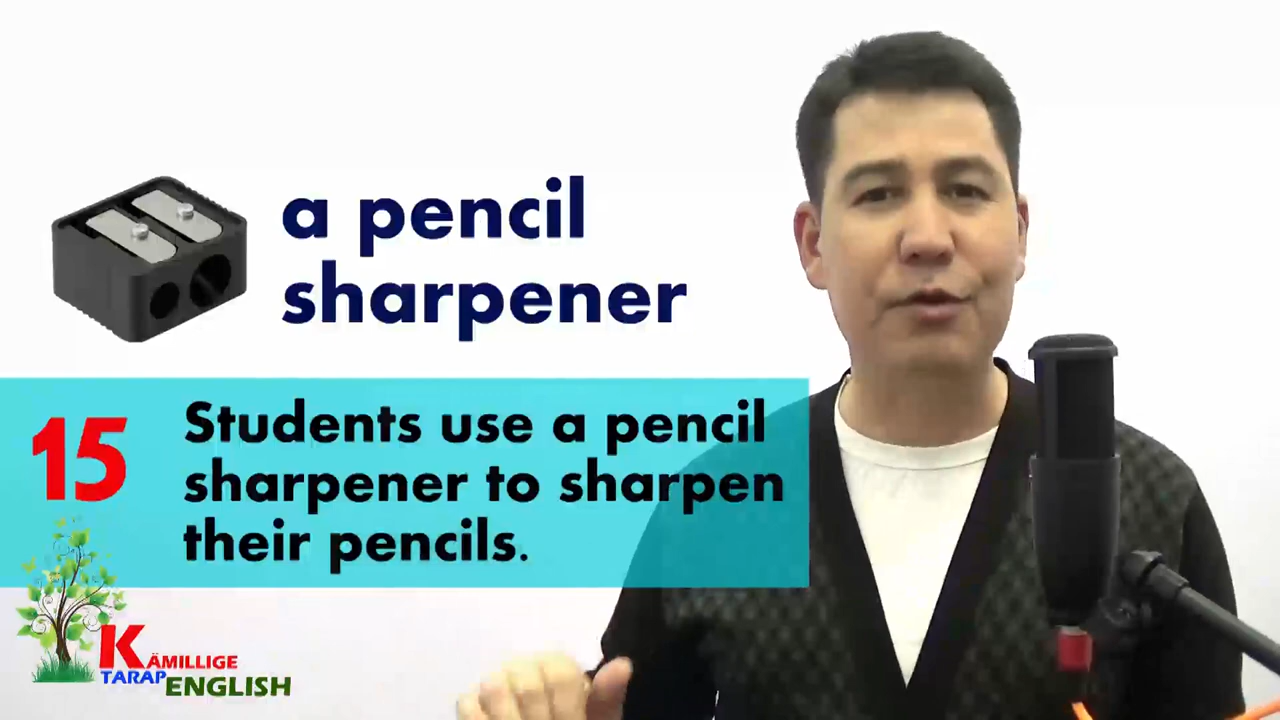 a pencil
sharpener
15
Students use a pencil
sharpener to sharpen
their pencils.
KÄMILLIGE
TARAP ENGLISH